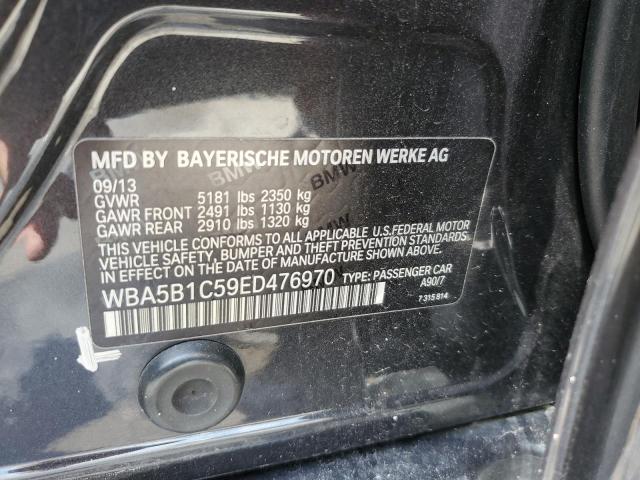 MFD BY BAYERISCHE MOTOREN WERKE AG
09/13
GVWR 5181 lbs 2350 kg
GAWR FRONT 2491 lbs 1130 kg
GAWR REAR 2910 lbs 1320 kg
THIS VEHICLE CONFORMS TO ALL APPLICABLE U.S.FEDERAL MOTOR
VEHICLE SAFETY, BUMPER, AND THEFT PREVENTION STANDARDS
IN EFFECT ON THE DATE OF MANUFACTURE SHOWN ABOVE.
WBA5B1C59ED476970 TYPE: PASSENGER CAR
A90/7
7 315 814
BMW
BMW
BMW